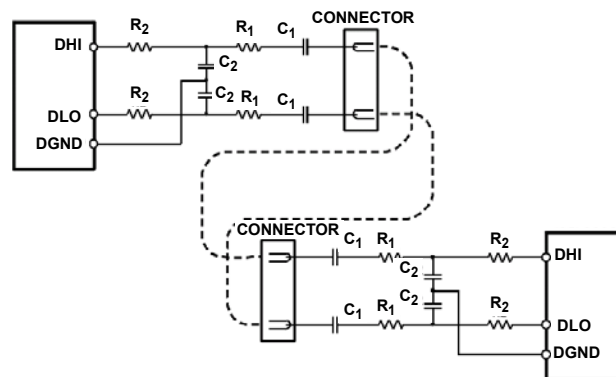 CONNECTOR
DHI R2 R1 C1
C2
DLO R2 C2 R1 C1
DGND
CONNECTOR
C1 R1 R2 DHI
C2
C2
C1 R1 R2 DLO
DGND